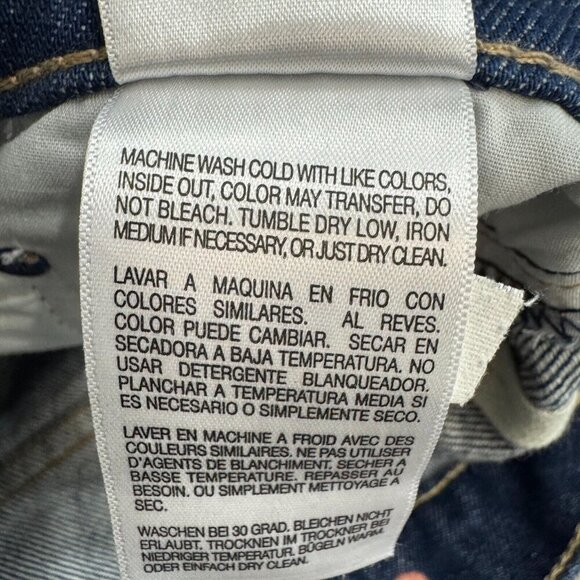 MACHINE WASH COLD WITH LIKE COLORS,
INSIDE OUT, COLOR MAY TRANSFER, DO
NOT BLEACH. TUMBLE DRY LOW, IRON
MEDIUM IF NECESSARY, OR JUST DRY CLEAN.
LAVAR A MAQUINA EN FRIO CON
COLORES SIMILARES. AL REVES.
COLOR PUEDE CAMBIAR. SECAR EN
SECADORA A BAJA TEMPERATURA. NO
USAR DETERGENTE BLANQUEADOR.
PLANCHAR A TEMPERATURA MEDIA SI
ES NECESARIO O SIMPLEMENTE SECO.
LAVER EN MACHINE A FROID AVEC DES
COULEURS SIMILAIRES. NE PAS UTILISER
D'AGENTS DE BLANCHIMENT. SECHER A
BASSE TEMPERATURE. REPASSER AU
BESOIN. OU SIMPLEMENT METTOYAGE A
SEC.
WASCHEN BEI 30 GRAD. BLEICHEN NICHT
ERLAUBT. TROCKNEN IM TROCKNER BEI
NIEDRIGER TEMPERATUR. BÜGELN WARM.
ODER EINFACH DRY CLEAN.